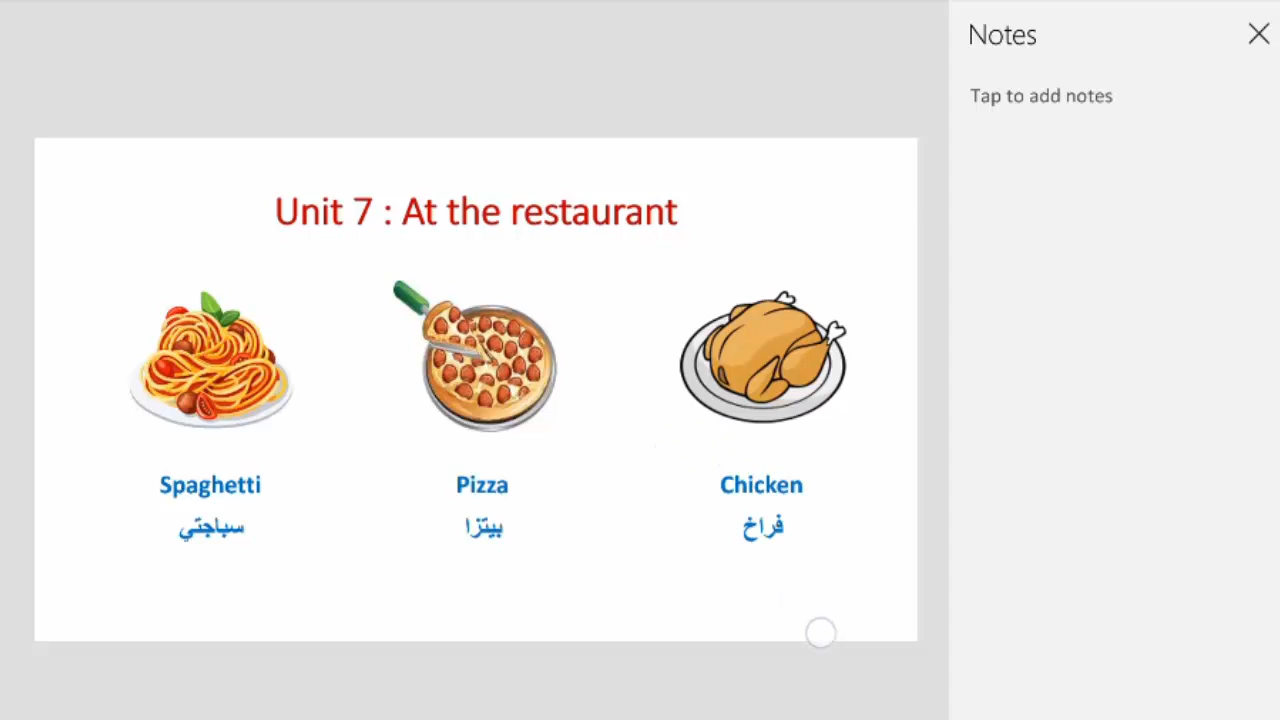 Notes
Tap to add notes
Unit 7 : At the restaurant
Spaghetti
Pizza
Chicken
سباجتي
بيتزا
فراخ